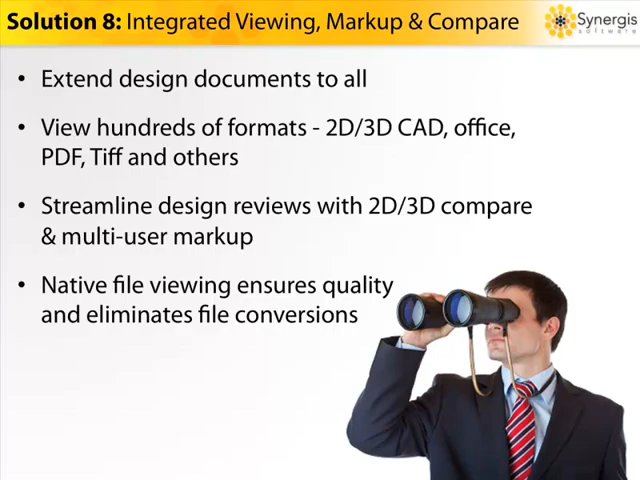 Solution 8: Integrated Viewing, Markup & Compare
Synergis
software
• Extend design documents to all
• View hundreds of formats - 2D/3D CAD, office,
PDF, Tiff and others
• Streamline design reviews with 2D/3D compare
& multi-user markup
• Native file viewing ensures quality
and eliminates file conversions